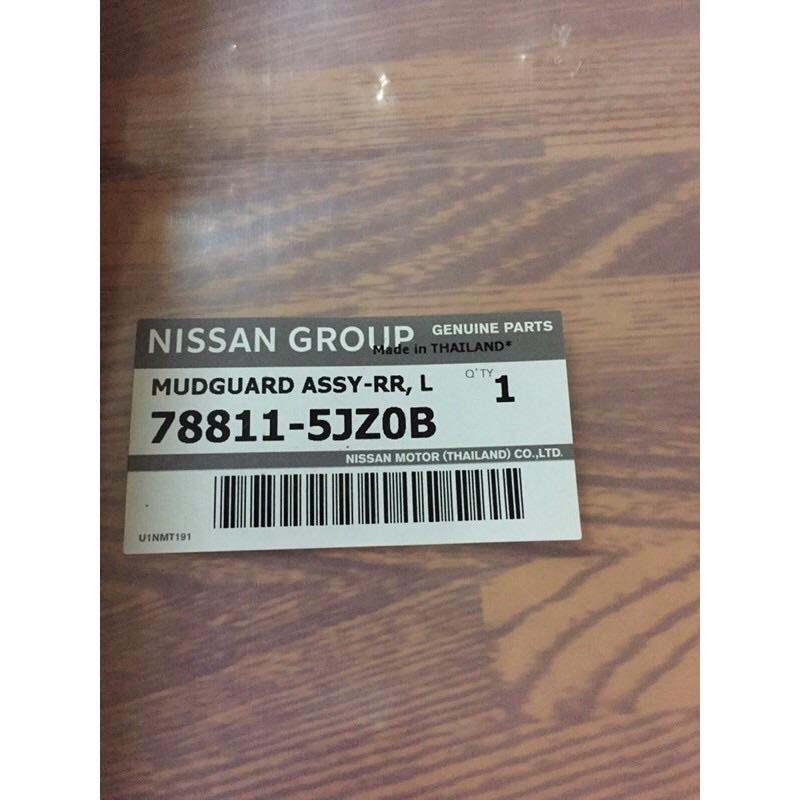 NISSAN GROUP GENUINE PARTS
Made in THAILAND*
MUDGUARD ASSY-RR, L Q'TY 1
78811-5JZ0B
NISSAN MOTOR (THAILAND) CO.,LTD.
U1NMT191